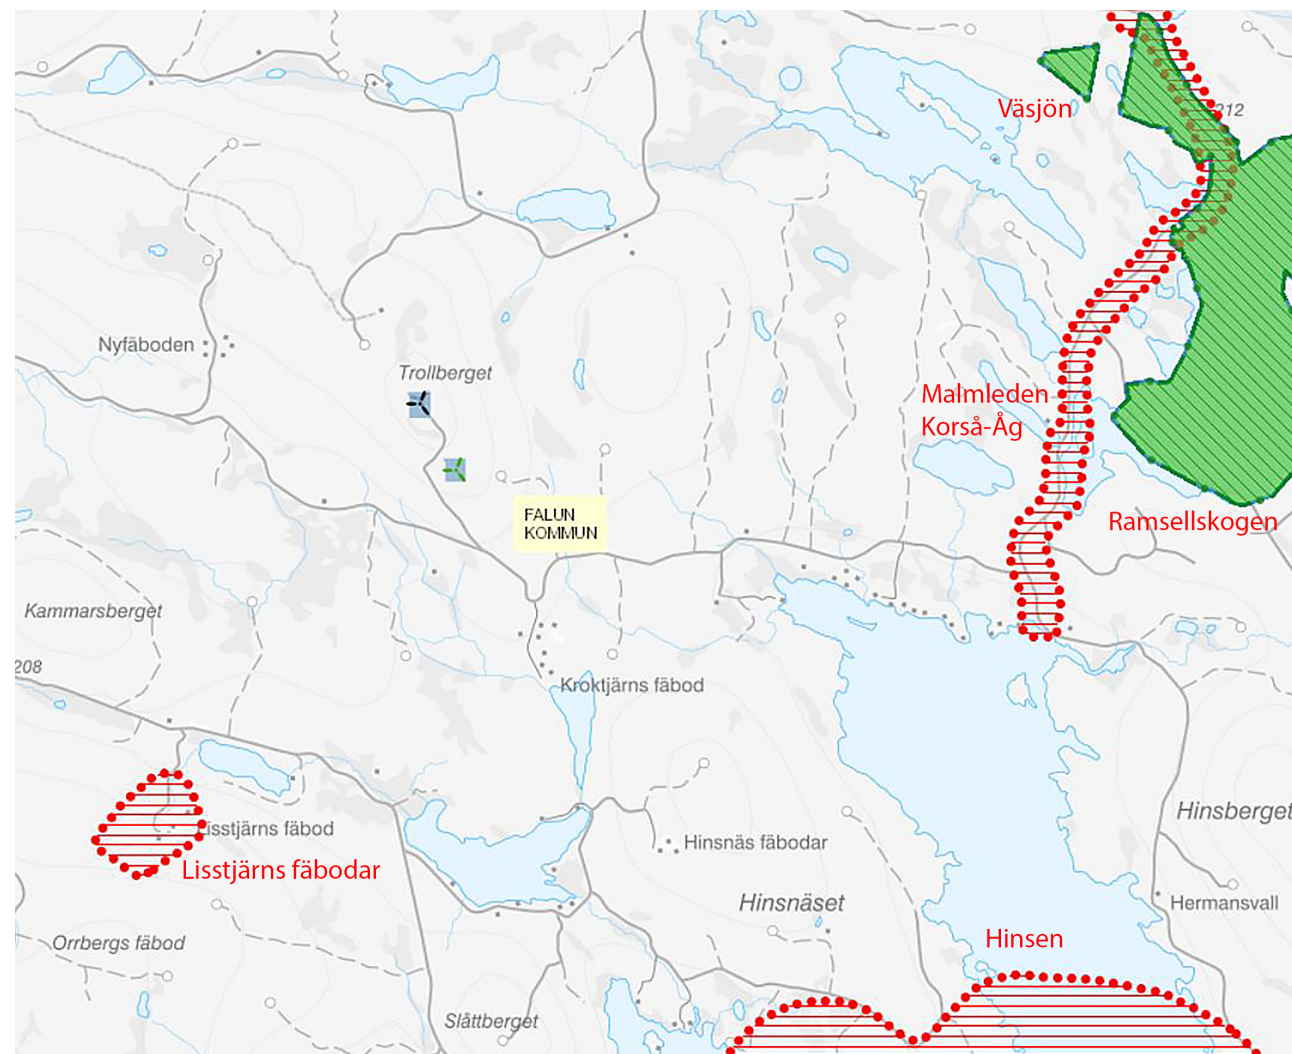 Väsjön
212
Nyfäboden
Trollberget
Malmleden
Korså-Åg
FALUN
KOMMUN
Ramsellskogen
Kammarsberget
208
Kroktjärns fäbod
Hinsberget
Lisstjärns fäbod
Hinsnäs fäbodar
Lisstjärns fäbodar
Hinsnäset
Hermansvall
Hinsen
Orrbergs fäbod
Slåttberget